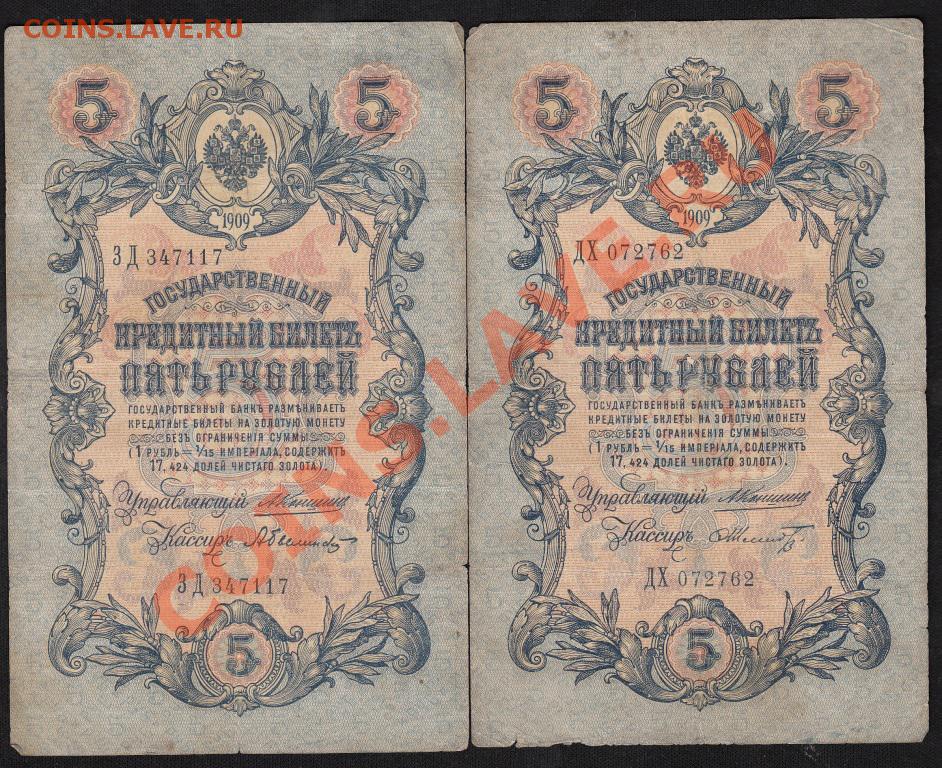 COINS.LAVE.RU
5 5
1909
ЗД 347117
ГОСУДАРСТВЕННЫЙ
КРЕДИТНЫЙ БИЛЕТЪ
ПЯТЬ РУБЛЕЙ
ГОСУДАРСТВЕННЫЙ БАНКЪ РАЗМѢНИВАЕТЪ
КРЕДИТНЫЕ БИЛЕТЫ НА ЗОЛОТУЮ МОНЕТУ
БЕЗЪ ОГРАНИЧЕНІЯ СУММЫ
(1 РУБЛЬ = 1/15 ИМПЕРІАЛА, СОДЕРЖИТЪ
17,424 ДОЛЕЙ ЧИСТАГО ЗОЛОТА).
Управляющій
Кассиръ
ЗД 347117
5
5 5
1909
ДХ 072762
ГОСУДАРСТВЕННЫЙ
КРЕДИТНЫЙ БИЛЕТЪ
ПЯТЬ РУБЛЕЙ
ГОСУДАРСТВЕННЫЙ БАНКЪ РАЗМѢНИВАЕТЪ
КРЕДИТНЫЕ БИЛЕТЫ НА ЗОЛОТУЮ МОНЕТУ
БЕЗЪ ОГРАНИЧЕНІЯ СУММЫ
(1 РУБЛЬ = 1/15 ИМПЕРІАЛА, СОДЕРЖИТЪ
17,424 ДОЛЕЙ ЧИСТАГО ЗОЛОТА).
Управляющій
Кассиръ
ДХ 072762
5
COINS.LAVE.RU